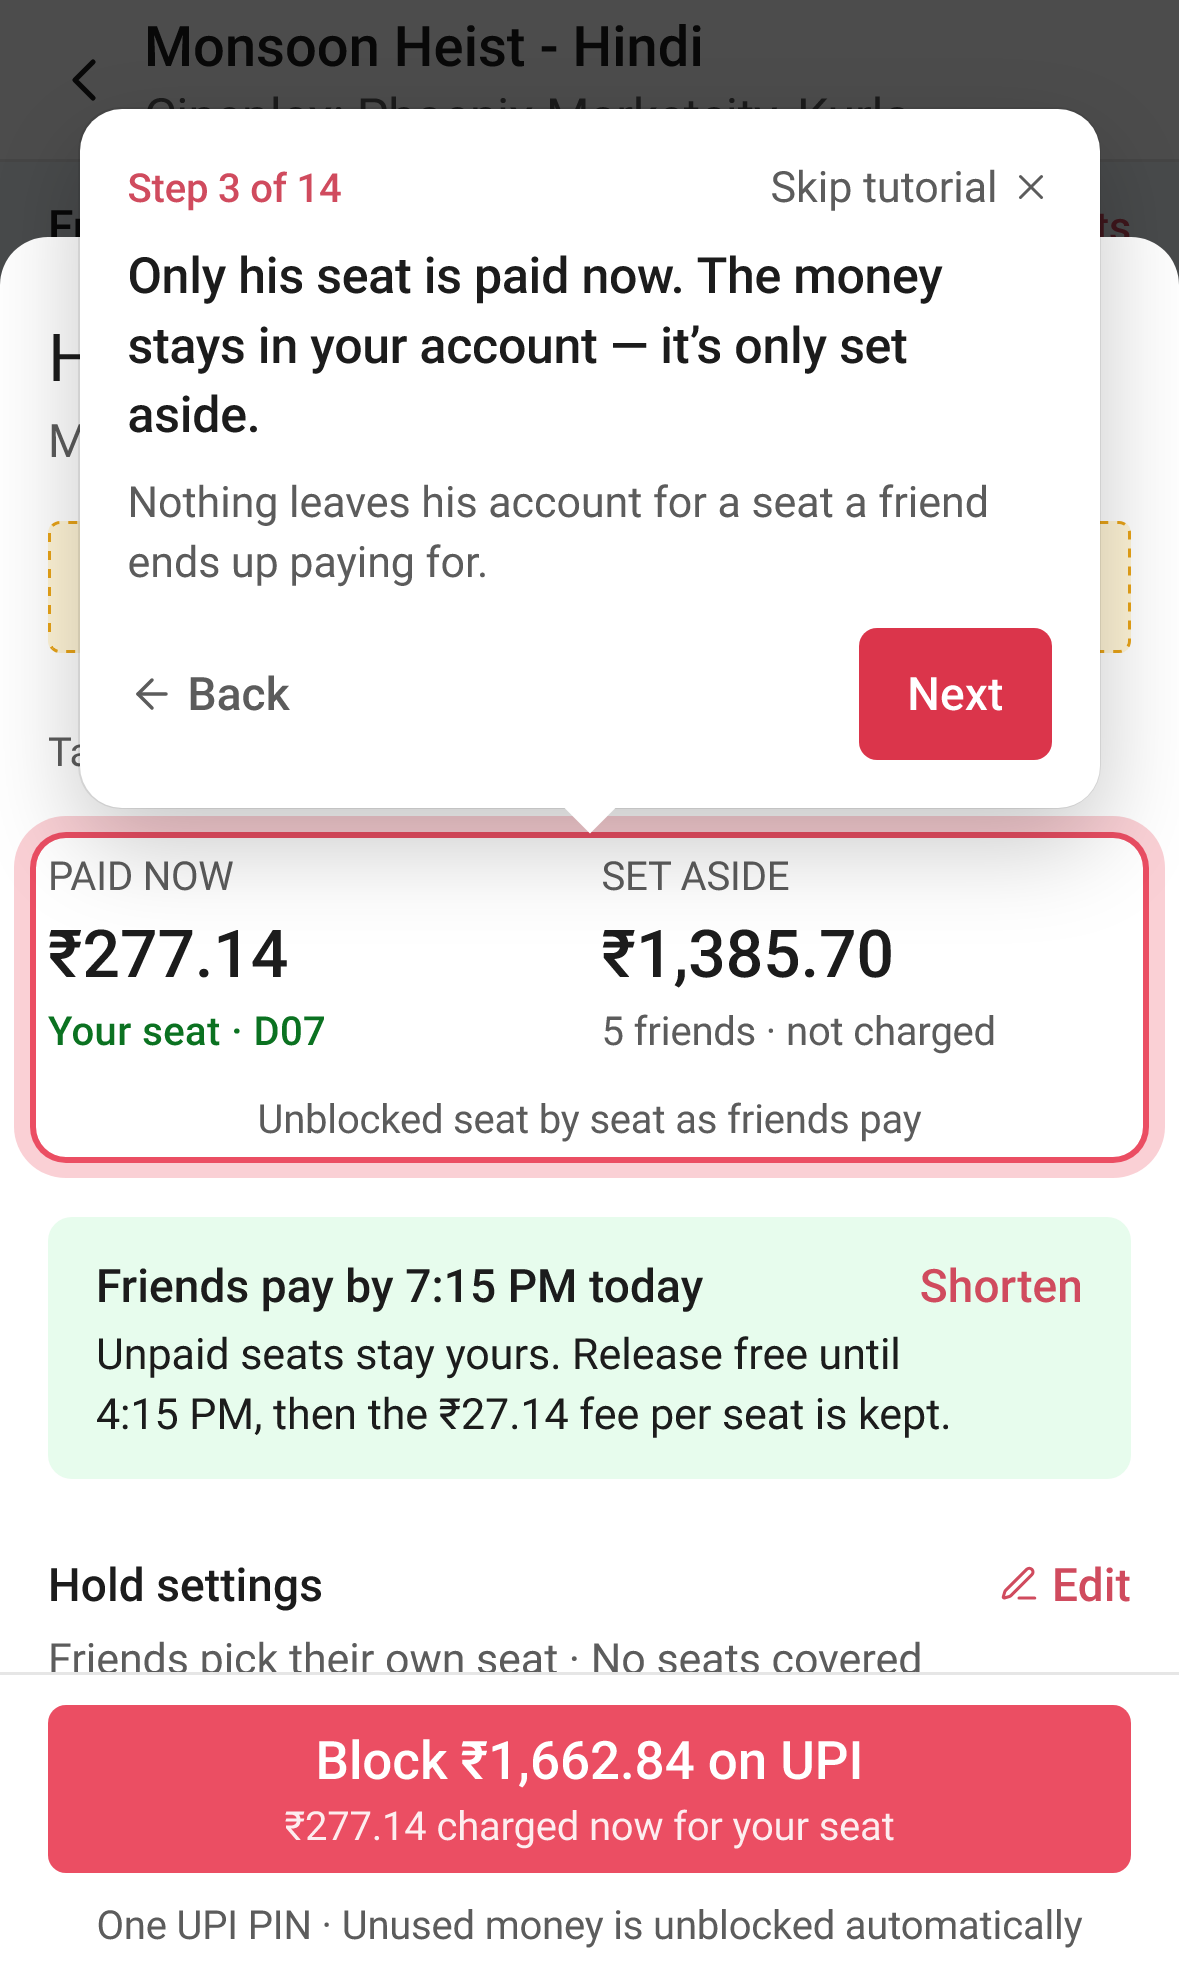 Monsoon Heist - Hindi
Step 3 of 14
Skip tutorial
Only his seat is paid now. The money
stays in your account — it’s only set
aside.
Nothing leaves his account for a seat a friend
ends up paying for.
Back
Next
PAID NOW
SET ASIDE
₹277.14
₹1,385.70
Your seat · D07
5 friends · not charged
Unblocked seat by seat as friends pay
Friends pay by 7:15 PM today
Shorten
Unpaid seats stay yours. Release free until
4:15 PM, then the ₹27.14 fee per seat is kept.
Hold settings
Edit
Friends pick their own seat · No seats covered
Block ₹1,662.84 on UPI
₹277.14 charged now for your seat
One UPI PIN · Unused money is unblocked automatically